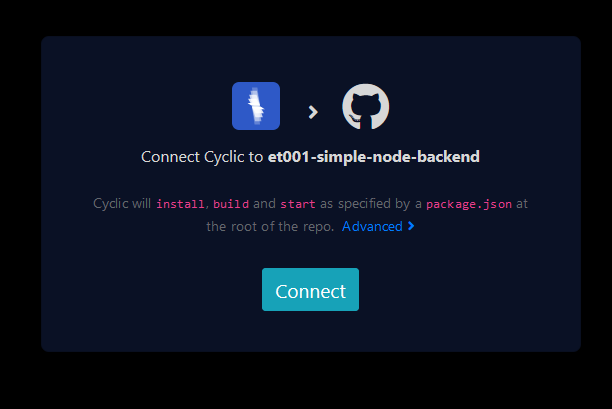 Connect Cyclic to et001-simple-node-backend
Cyclic will install, build and start as specified by a package.json at
the root of the repo. Advanced
Connect